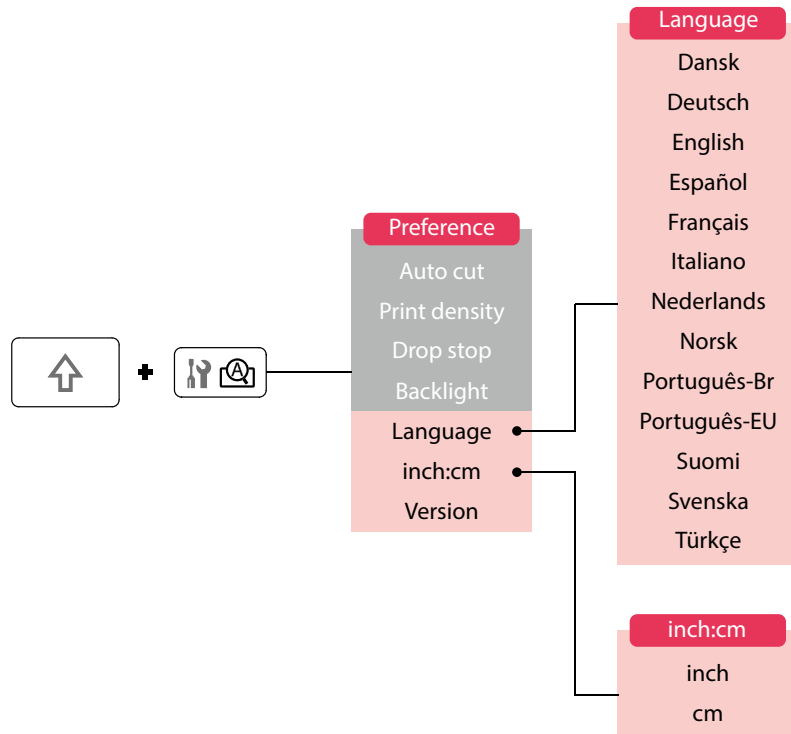 Preference
Auto cut
Print density
Drop stop
Backlight
Language
inch:cm
Version
Language
Dansk
Deutsch
English
Español
Français
Italiano
Nederlands
Norsk
Português-Br
Português-EU
Suomi
Svenska
Türkçe
inch:cm
inch
cm
A